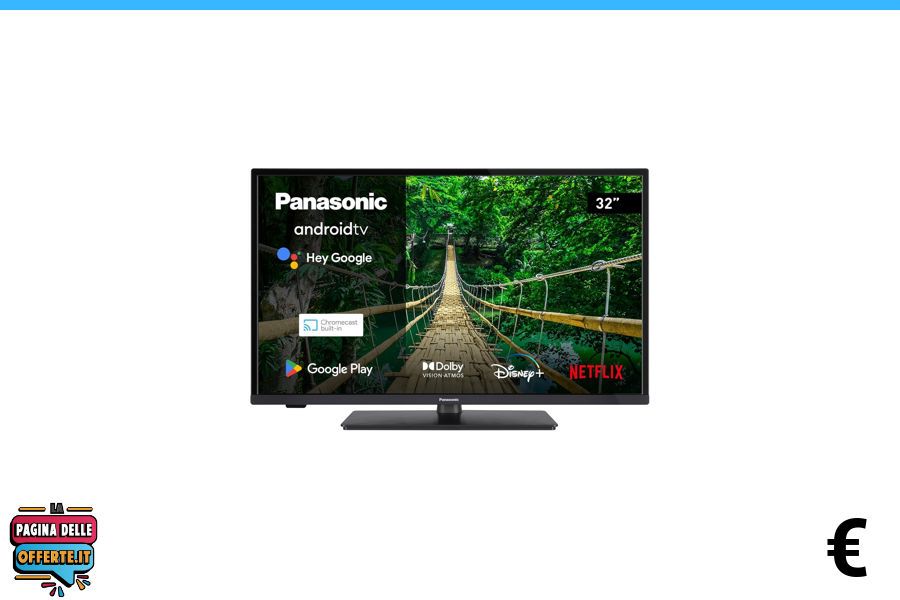 Panasonic
32”
androidtv
Hey Google
Chromecast
built-in
Google Play
Dolby
VISION·ATMOS
Disney+
NETFLIX
Panasonic
LA
PAGINA DELLE
OFFERTE.IT
€